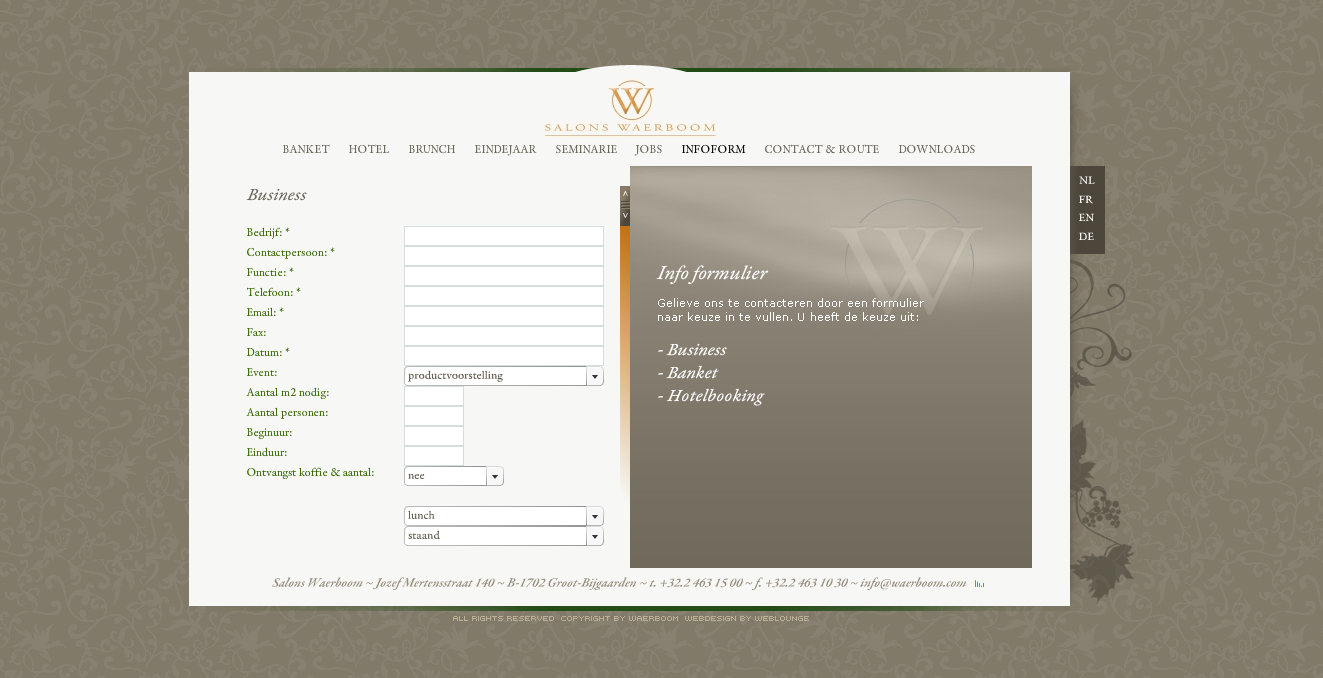 W
SALONS WAERBOOM
BANKET HOTEL BRUNCH EINDEJAAR SEMINARIE JOBS INFOFORM CONTACT & ROUTE DOWNLOADS
NL
FR
EN
DE
Business
Bedrijf: *
Contactpersoon: *
Functie: *
Telefoon: *
Email: *
Fax:
Datum: *
Event: productvoorstelling
Aantal m2 nodig:
Aantal personen:
Beginuur:
Einduur:
Ontvangst koffie & aantal: nee
lunch
staand
W
Info formulier
Gelieve ons te contacteren door een formulier
naar keuze in te vullen. U heeft de keuze uit:
- Business
- Banket
- Hotelbooking
Salons Waerboom ~ Jozef Mertensstraat 140 ~ B-1702 Groot-Bijgaarden ~ t. +32.2 463 15 00 ~ f. +32.2 463 10 30 ~ info@waerboom.com
ALL RIGHTS RESERVED COPYRIGHT BY WAERBOOM WEBDESIGN BY WEBLOUNGE